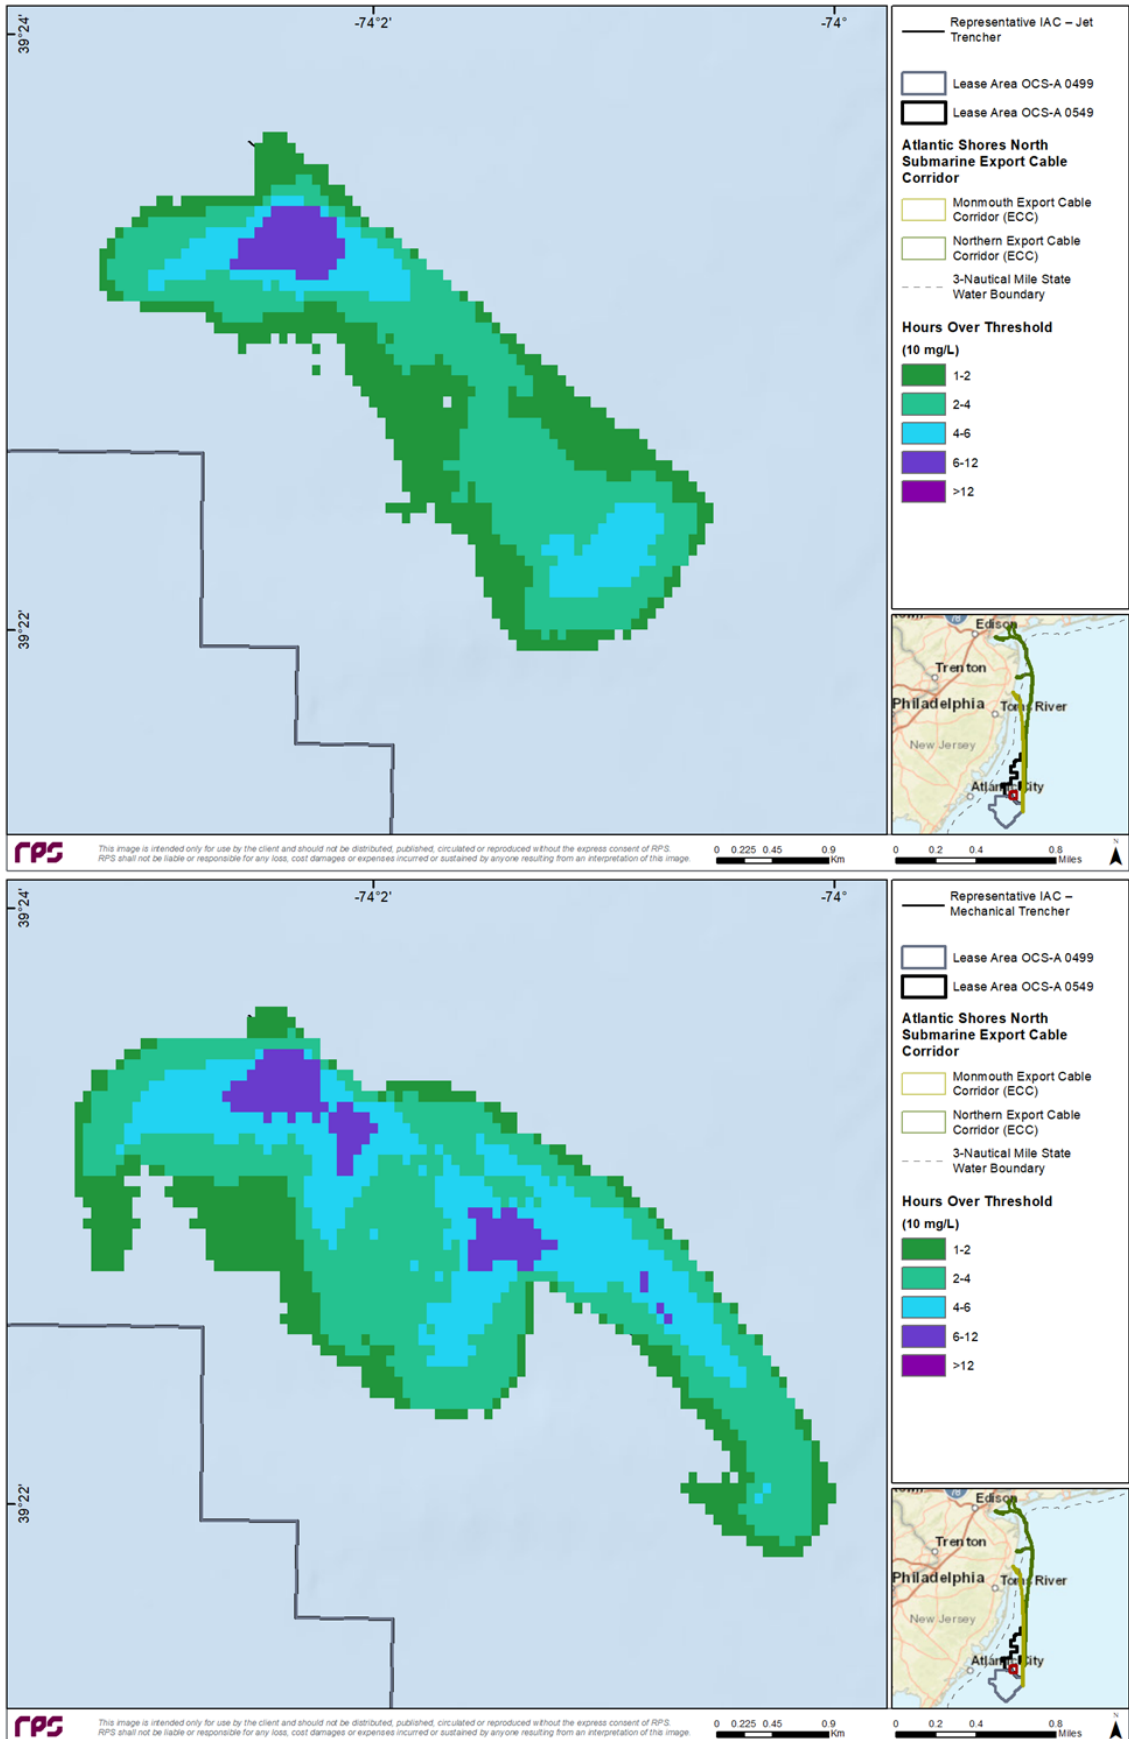 39°24'
-74°2'
-74°
39°22'
Representative IAC – Jet
Trencher
Lease Area OCS-A 0499
Lease Area OCS-A 0549
Atlantic Shores North
Submarine Export Cable
Corridor
Monmouth Export Cable
Corridor (ECC)
Northern Export Cable
Corridor (ECC)
3-Nautical Mile State
Water Boundary
Hours Over Threshold
(10 mg/L)
1-2
2-4
4-6
6-12
>12
78
Edison
Trenton
Philadelphia
Toms River
New Jersey
Atlantic City
rps
This image is intended only for use by the client and should not be distributed, published, circulated or reproduced without the express consent of RPS.
RPS shall not be liable or responsible for any loss, cost damages or expenses incurred or sustained by anyone resulting from an interpretation of this image.
0 0.225 0.45 0.9
Km
0 0.2 0.4 0.8
Miles
N
39°24'
-74°2'
-74°
39°22'
Representative IAC –
Mechanical Trencher
Lease Area OCS-A 0499
Lease Area OCS-A 0549
Atlantic Shores North
Submarine Export Cable
Corridor
Monmouth Export Cable
Corridor (ECC)
Northern Export Cable
Corridor (ECC)
3-Nautical Mile State
Water Boundary
Hours Over Threshold
(10 mg/L)
1-2
2-4
4-6
6-12
>12
78
Edison
Trenton
Philadelphia
Toms River
New Jersey
Atlantic City
rps
This image is intended only for use by the client and should not be distributed, published, circulated or reproduced without the express consent of RPS.
RPS shall not be liable or responsible for any loss, cost damages or expenses incurred or sustained by anyone resulting from an interpretation of this image.
0 0.225 0.45 0.9
Km
0 0.2 0.4 0.8
Miles
N